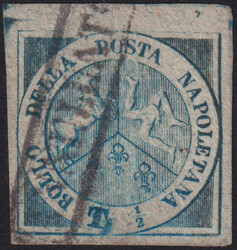 BOLLO DELLA POSTA NAPOLETANA
T 1/2